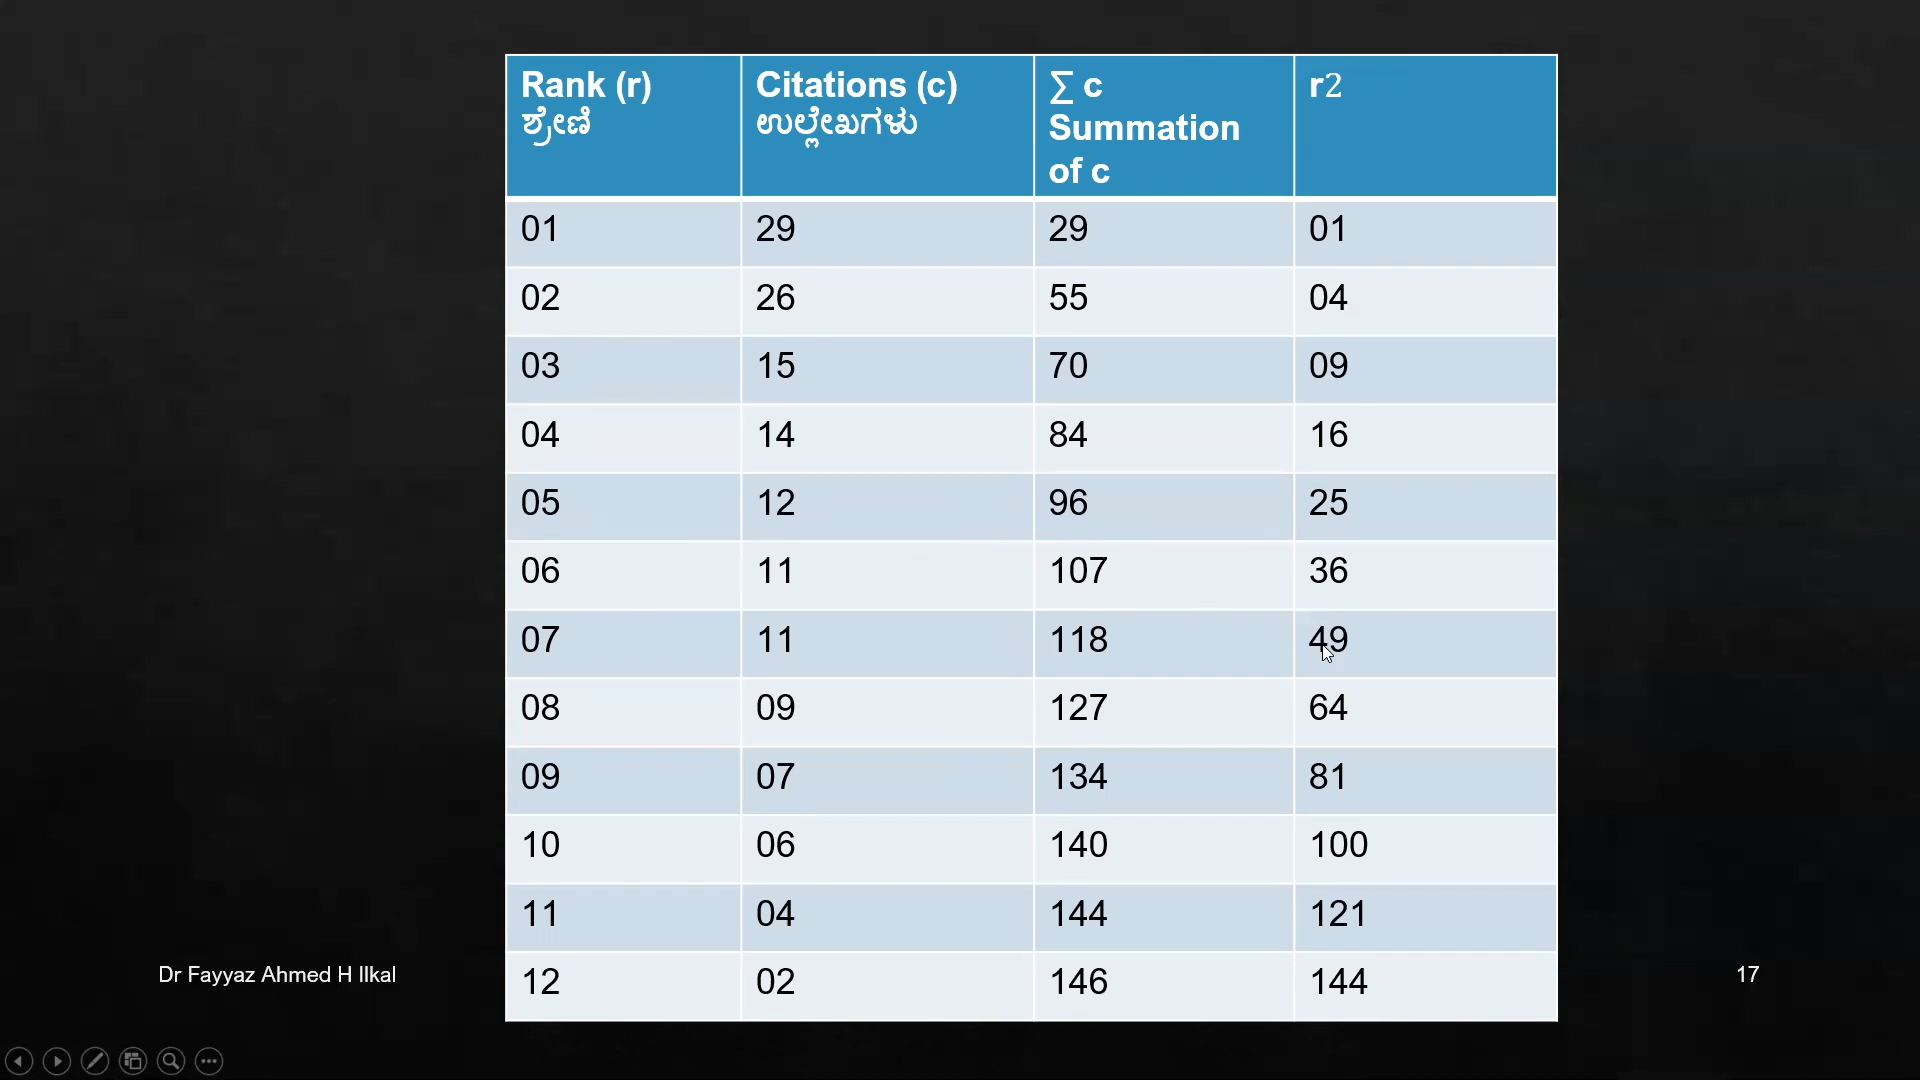 Rank (r) Citations (c) ∑ c r2
ಶ್ರೇಣಿ ಉಲ್ಲೇಖಗಳು Summation
of c
01 29 29 01
02 26 55 04
03 15 70 09
04 14 84 16
05 12 96 25
06 11 107 36
07 11 118 49
08 09 127 64
09 07 134 81
10 06 140 100
11 04 144 121
12 02 146 144
Dr Fayyaz Ahmed H Ilkal
17